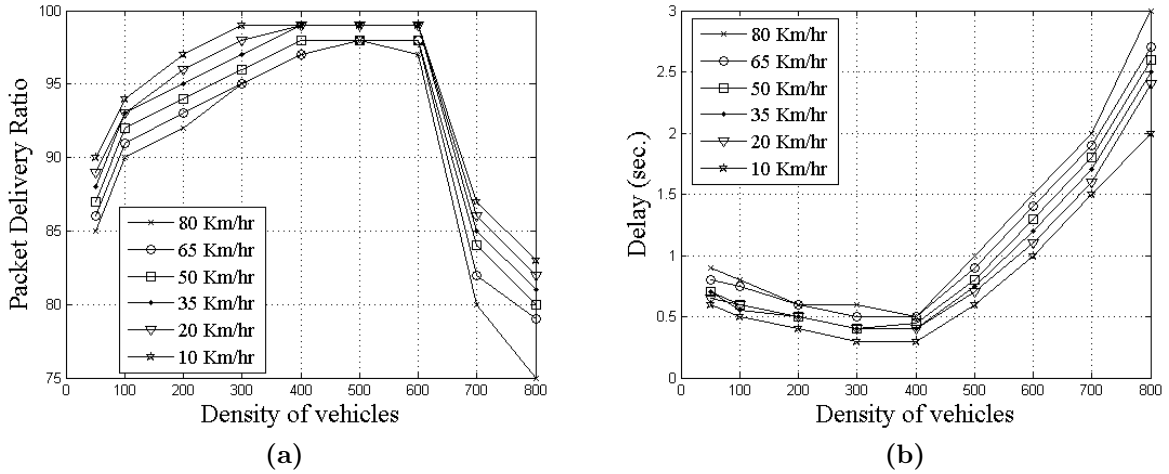 100
95
90
85
80
75
0
100
200
300
400
500
600
700
800
Packet Delivery Ratio
Density of vehicles
80 Km/hr
65 Km/hr
50 Km/hr
35 Km/hr
20 Km/hr
10 Km/hr
(a)
3
2.5
2
1.5
1
0.5
0
0
100
200
300
400
500
600
700
800
Delay (sec.)
Density of vehicles
80 Km/hr
65 Km/hr
50 Km/hr
35 Km/hr
20 Km/hr
10 Km/hr
(b)